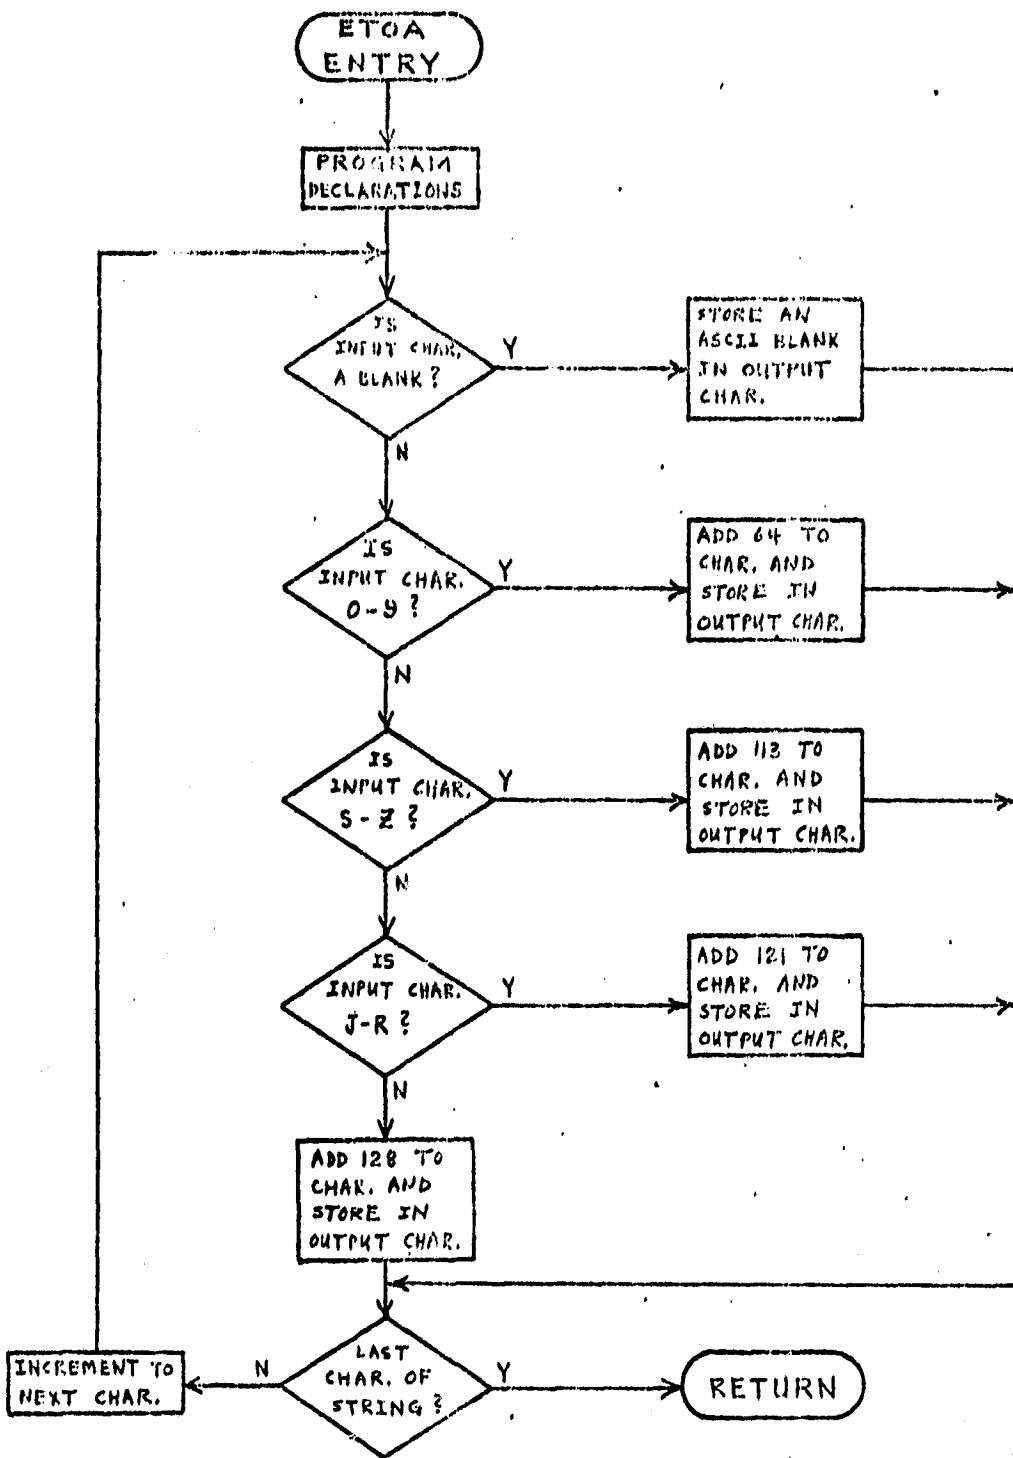 ETOA
ENTRY
PROGRAM
DECLARATIONS
IS
INPUT CHAR.
A BLANK?
Y
STORE AN
ASCII BLANK
IN OUTPUT
CHAR.
N
IS
INPUT CHAR.
0-9?
Y
ADD 64 TO
CHAR. AND
STORE IN
OUTPUT CHAR.
N
IS
INPUT CHAR.
S-Z?
Y
ADD 113 TO
CHAR. AND
STORE IN
OUTPUT CHAR.
N
IS
INPUT CHAR.
J-R?
Y
ADD 121 TO
CHAR. AND
STORE IN
OUTPUT CHAR.
N
ADD 128 TO
CHAR. AND
STORE IN
OUTPUT CHAR.
LAST
CHAR. OF
STRING?
N
INCREMENT TO
NEXT CHAR.
Y
RETURN